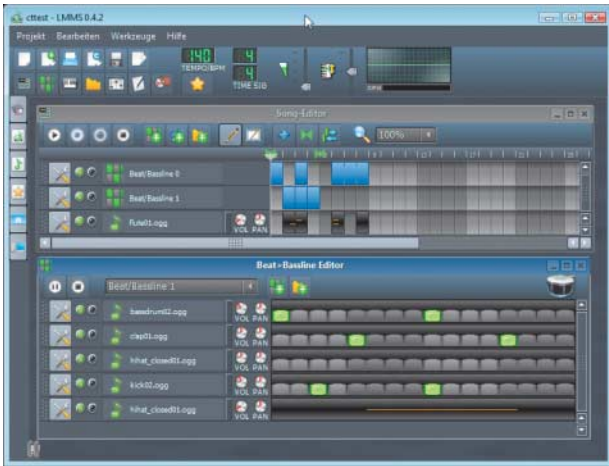 cttest - LMMS 0.4.2
Projekt Bearbeiten Werkzeuge Hilfe
140
TEMPO/BPM
4
4
TIME SIG
CPU
Song-Editor
100%
Beat/Bassline 0
Beat/Bassline 1
flute01.ogg
VOL PAN
Beat+Bassline Editor
Beat/Bassline 1
bassdrum02.ogg
VOL PAN
clap01.ogg
VOL PAN
hihat_closed01.ogg
VOL PAN
kick02.ogg
VOL PAN
hihat_closed01.ogg
VOL PAN